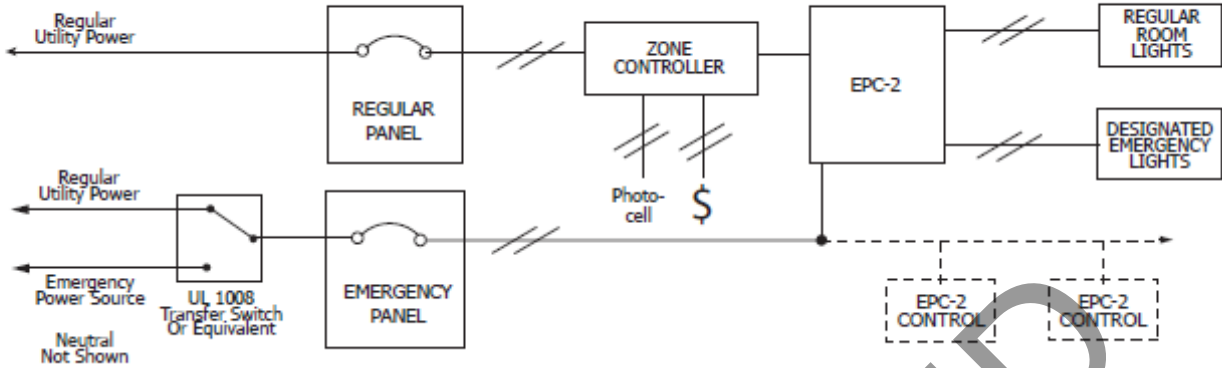 Regular
Utility Power
REGULAR
PANEL
ZONE
CONTROLLER
EPC-2
REGULAR
ROOM
LIGHTS
DESIGNATED
EMERGENCY
LIGHTS
Photo-
cell
$
Regular
Utility Power
Emergency
Power Source
Neutral
Not Shown
UL 1008
Transfer Switch
Or Equivalent
EMERGENCY
PANEL
EPC-2
CONTROL
EPC-2
CONTROL